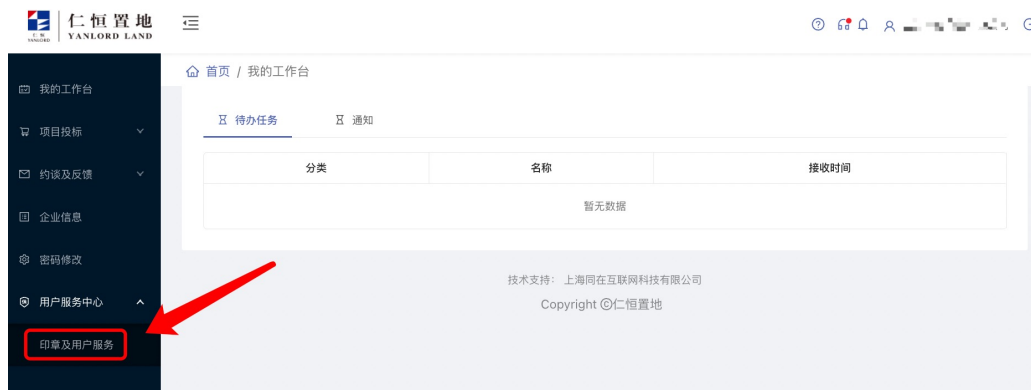 仁恒置地
YANLORD LAND
仁恒
YANLORD
首页 / 我的工作台
我的工作台
项目投标
约谈及反馈
企业信息
密码修改
用户服务中心
印章及用户服务
待办任务
通知
分类 名称 接收时间
暂无数据
技术支持： 上海同在互联网科技有限公司
Copyright ©仁恒置地